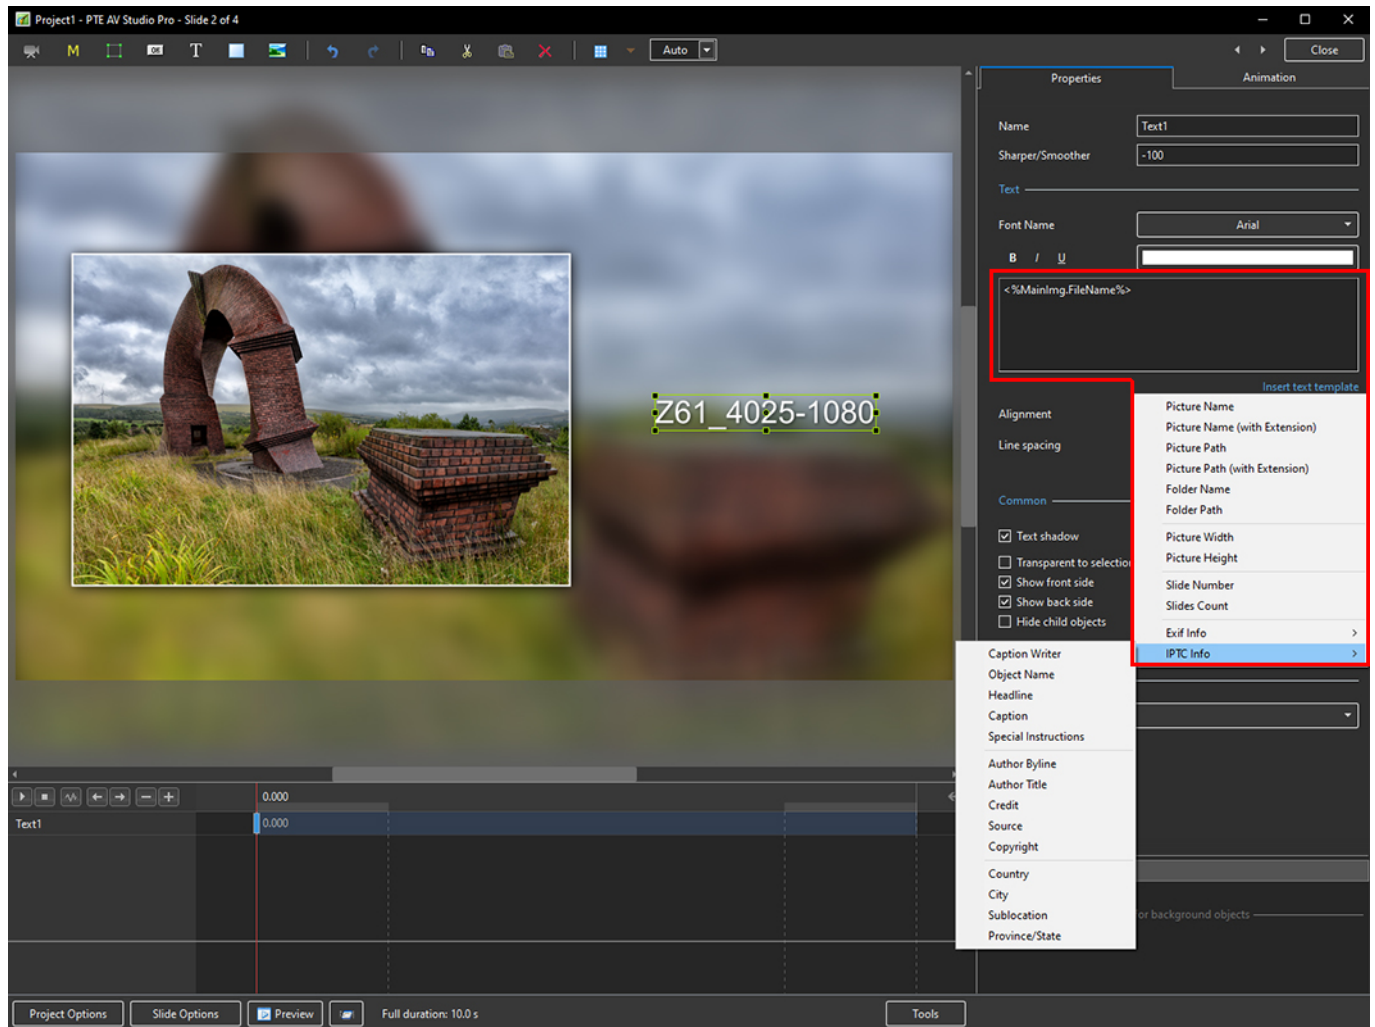 Project1 - PTE AV Studio Pro - Slide 2 of 4
M
OK
T
Auto
Close
Properties
Animation
Name
Text1
Sharper/Smoother
-100
Text
Font Name
Arial
B I U
<%MainImg.FileName%>
Insert text template
Z61_4025-1080
Alignment
Line spacing
Common
Text shadow
Transparent to selection
Show front side
Show back side
Hide child objects
Picture Name
Picture Name (with Extension)
Picture Path
Picture Path (with Extension)
Folder Name
Folder Path
Picture Width
Picture Height
Slide Number
Slides Count
Exif Info
IPTC Info
Caption Writer
Object Name
Headline
Caption
Special Instructions
Author Byline
Author Title
Credit
Source
Copyright
Country
City
Sublocation
Province/State
or background objects
0.000
Text1
0.000
Project Options
Slide Options
Preview
Full duration: 10.0 s
Tools